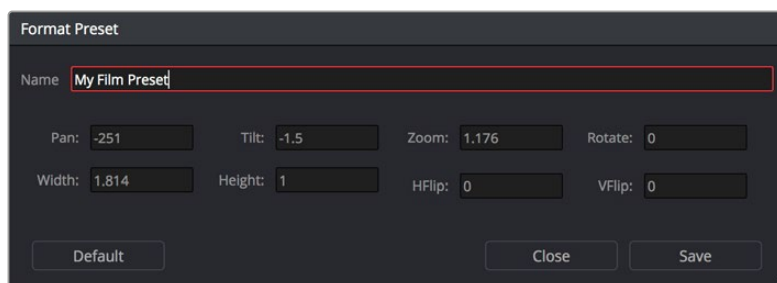 Format Preset
Name My Film Preset
Pan: -251 Tilt: -1.5 Zoom: 1.176 Rotate: 0
Width: 1.814 Height: 1 HFlip: 0 VFlip: 0
Default Close Save